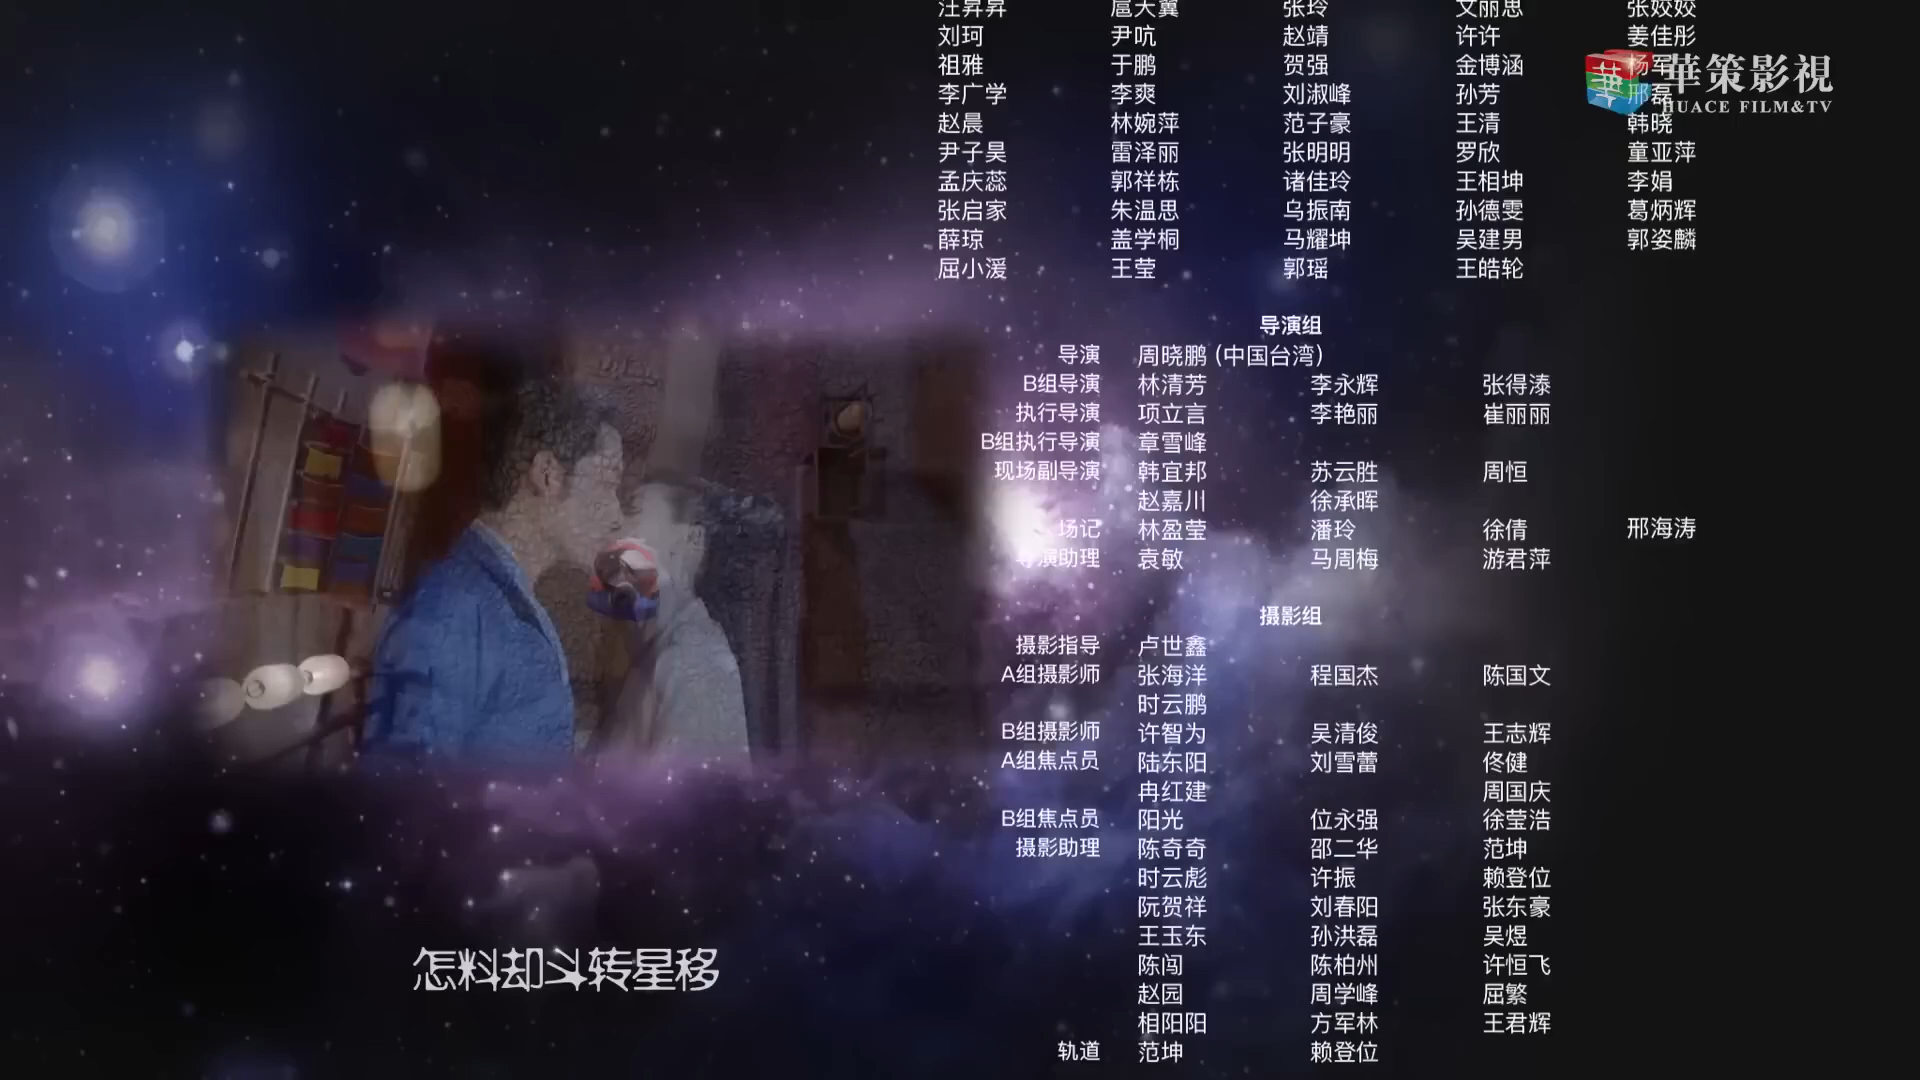 汪昇昇 扈天翼 张玲 文丽思 张姣姣
刘珂 尹吭 赵靖 许许 姜佳彤
祖雅 于鹏 贺强 金博涵 杨军
李广学 李爽 刘淑峰 孙芳 邢磊
赵晨 林婉萍 范子豪 王清 韩晓
華策影視
HUACE FILM&TV
尹子昊 雷泽丽 张明明 罗欣 童亚萍
孟庆蕊 郭祥栋 诸佳玲 王相坤 李娟
张启家 朱温思 乌振南 孙德雯 葛炳辉
薛琼 盖学桐 马耀坤 吴建男 郭姿麟
屈小湲 王莹 郭瑶 王皓轮
导演组
导演 周晓鹏 (中国台湾)
B组导演 林清芳 李永辉 张得溙
执行导演 项立言 李艳丽 崔丽丽
B组执行导演 章雪峰
现场副导演 韩宜邦 苏云胜 周恒
赵嘉川 徐承晖
场记 林盈莹 潘玲 徐倩 邢海涛
导演助理 袁敏 马周梅 游君萍
摄影组
摄影指导 卢世鑫
A组摄影师 张海洋 程国杰 陈国文
时云鹏
B组摄影师 许智为 吴清俊 王志辉
A组焦点员 陆东阳 刘雪蕾 佟健
冉红建 周国庆
B组焦点员 阳光 位永强 徐莹浩
摄影助理 陈奇奇 邵二华 范坤
时云彪 许振 赖登位
阮贺祥 刘春阳 张东豪
王玉东 孙洪磊 吴煜
陈闯 陈柏州 许恒飞
赵园 周学峰 屈繁
相阳阳 方军林 王君辉
轨道 范坤 赖登位
怎料却斗转星移